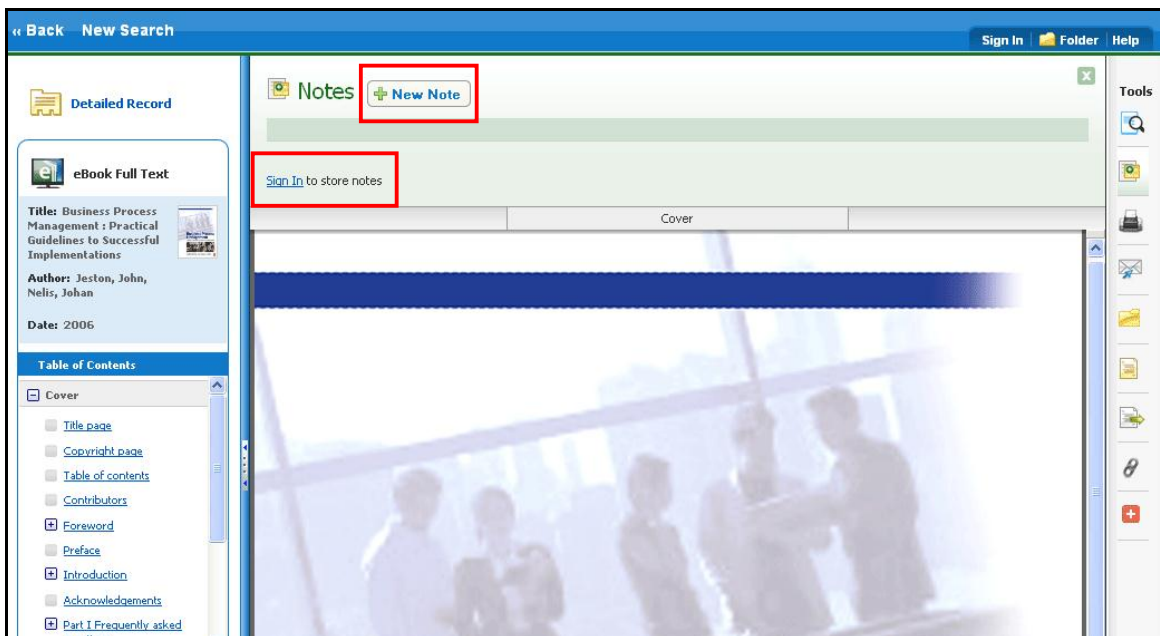 ‹‹ Back New Search
Sign In Folder Help
Detailed Record
Notes New Note
Tools
eBook Full Text
Sign In to store notes
Title: Business Process
Management : Practical
Guidelines to Successful
Implementations
Cover
Author: Jeston, John,
Nelis, Johan
Date: 2006
Table of Contents
Cover
Title page
Copyright page
Table of contents
Contributors
Foreword
Preface
Introduction
Acknowledgements
Part I Frequently asked